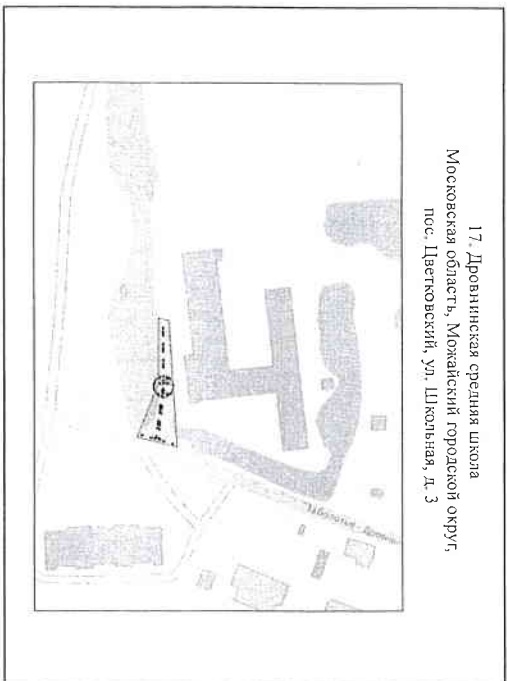 17. Дровнинская средняя школа
Московская область, Можайский городской округ,
пос. Цветковский, ул. Школьная, д. 3